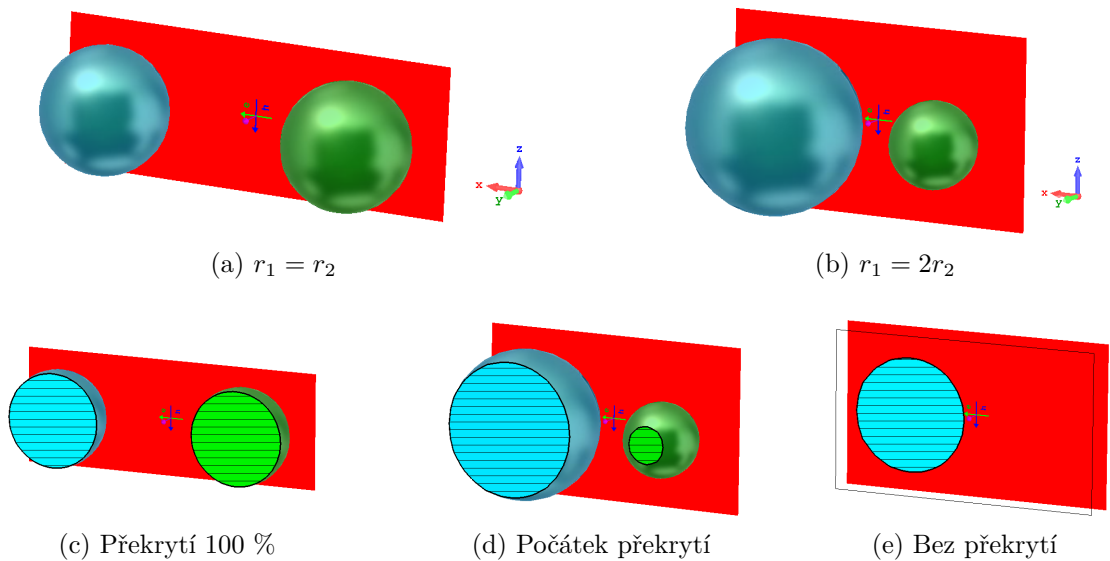 z
x
y
z
x
y
(a) r₁ = r₂
(b) r₁ = 2r₂
(c) Překrytí 100 %
(d) Počátek překrytí
(e) Bez překrytí